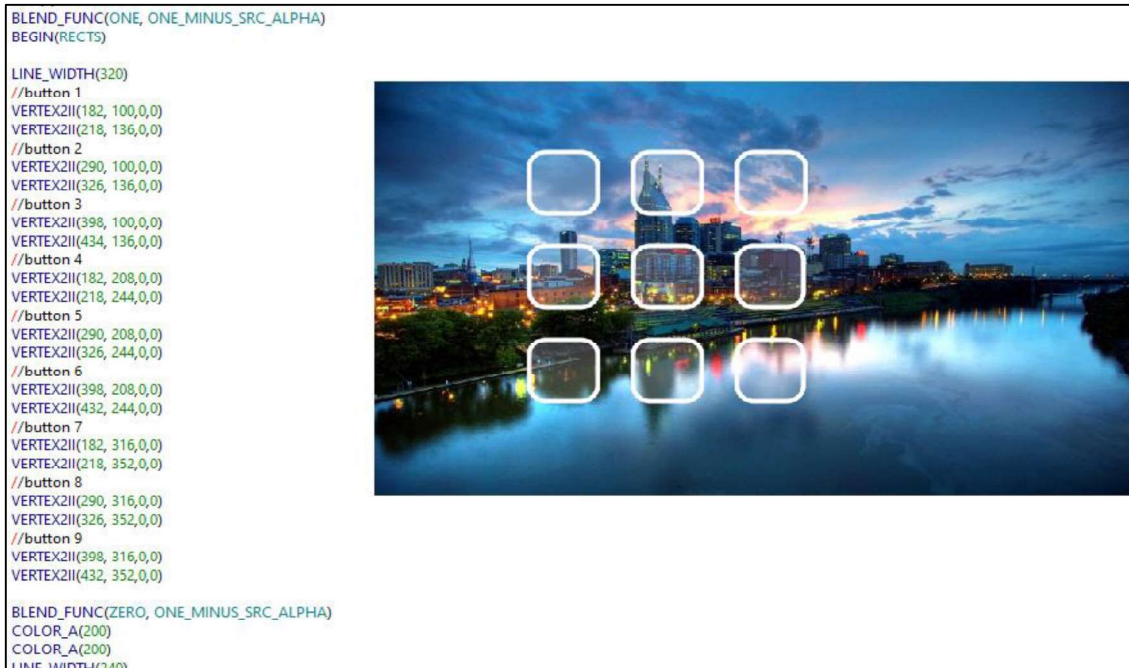 BLEND_FUNC(ONE, ONE_MINUS_SRC_ALPHA)
BEGIN(RECTS)
LINE_WIDTH(320)
//button 1
VERTEX2II(182, 100,0,0)
VERTEX2II(218, 136,0,0)
//button 2
VERTEX2II(290, 100,0,0)
VERTEX2II(326, 136,0,0)
//button 3
VERTEX2II(398, 100,0,0)
VERTEX2II(434, 136,0,0)
//button 4
VERTEX2II(182, 208,0,0)
VERTEX2II(218, 244,0,0)
//button 5
VERTEX2II(290, 208,0,0)
VERTEX2II(326, 244,0,0)
//button 6
VERTEX2II(398, 208,0,0)
VERTEX2II(432, 244,0,0)
//button 7
VERTEX2II(182, 316,0,0)
VERTEX2II(218, 352,0,0)
//button 8
VERTEX2II(290, 316,0,0)
VERTEX2II(326, 352,0,0)
//button 9
VERTEX2II(398, 316,0,0)
VERTEX2II(432, 352,0,0)
BLEND_FUNC(ZERO, ONE_MINUS_SRC_ALPHA)
COLOR_A(200)
COLOR_A(200)
LINE_WIDTH(240)